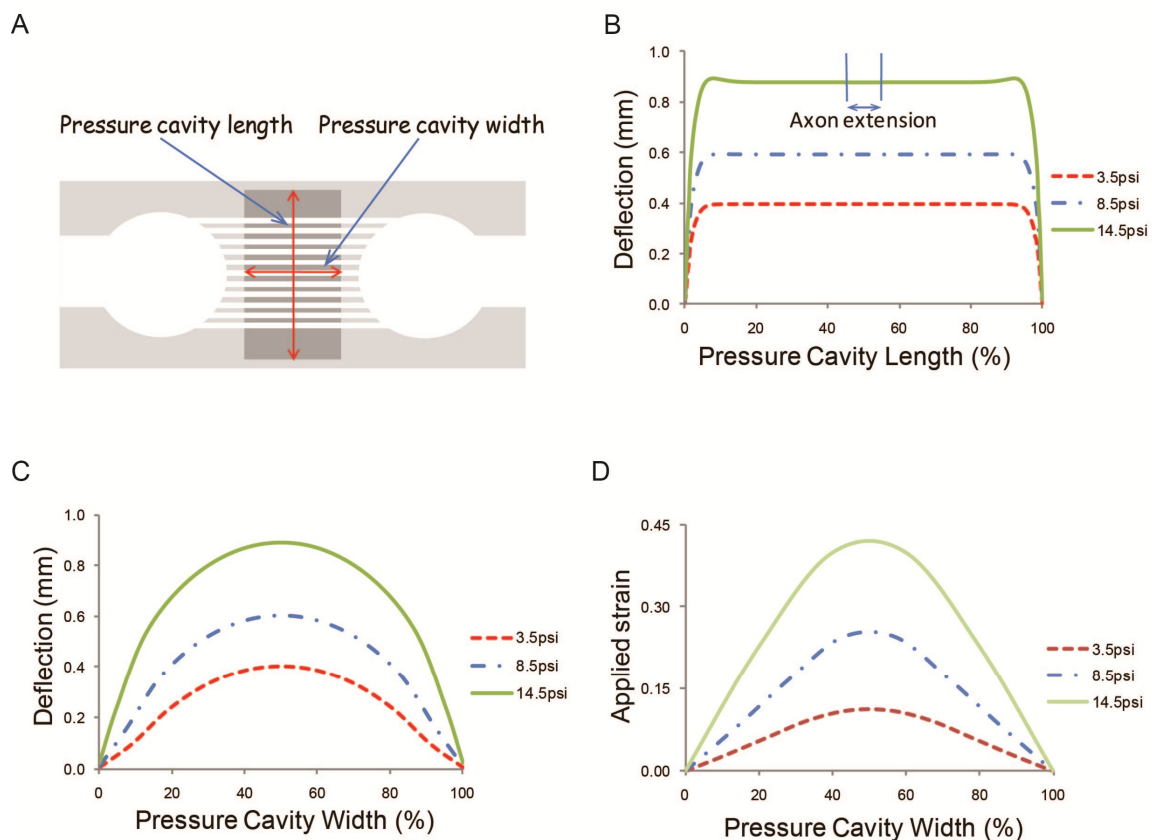 A
Pressure cavity length
Pressure cavity width
B
Deflection (mm)
1.0
0.8
0.6
0.4
0.2
0.0
Axon extension
3.5psi
8.5psi
14.5psi
0
20
40
60
80
100
Pressure Cavity Length (%)
C
Deflection (mm)
1.0
0.8
0.6
0.4
0.2
0.0
3.5psi
8.5psi
14.5psi
0
20
40
60
80
100
Pressure Cavity Width (%)
D
Applied strain
0.45
0.30
0.15
0.00
3.5psi
8.5psi
14.5psi
0
20
40
60
80
100
Pressure Cavity Width (%)